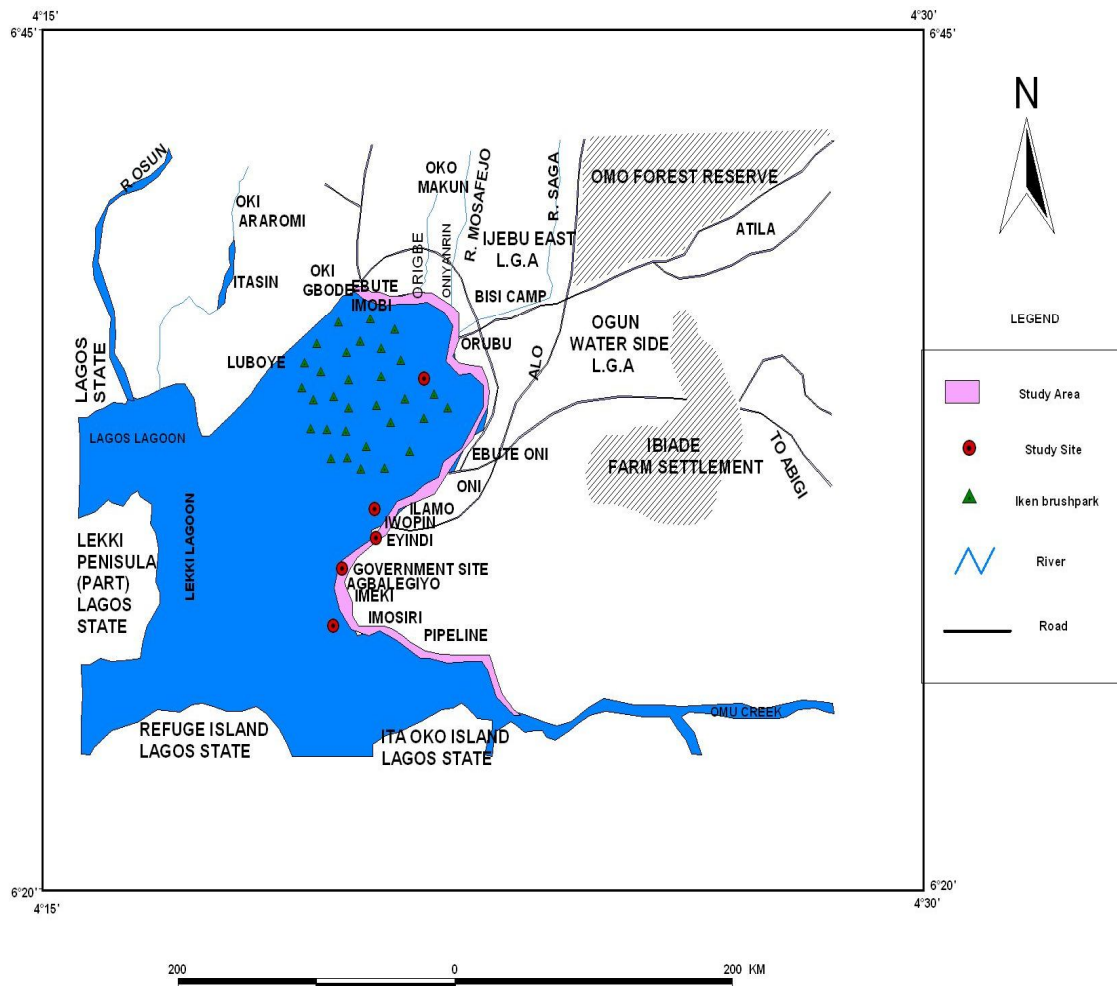 4°15'
4°30'
6°45'
6°45'
N
R OSUN
OKO
MAKUN
R. MOSAFEJO
R. SAGA
OMO FOREST RESERVE
OKI
ARAROMI
ORIGBE
ONIYANRIN
IJEBU EAST
L.G.A
ATILA
ITASIN
OKI
GBODE
EBUTE
IMOBI
BISI CAMP
LEGEND
OGUN
WATER SIDE
L.G.A
ORUBU
LUBOYE
ALO
LAGOS
STATE
Study Area
LAGOS LAGOON
Study Site
EBUTE ONI
IBIADE
FARM SETTLEMENT
TO ABIGI
ONI
Iken brushpark
ILAMO
IWOPIN
EYINDI
LEKKI
PENISULA
(PART)
LAGOS
STATE
LEKKI LAGOON
River
GOVERNMENT SITE
AGBALEGIYO
IMEKI
IMOSIRI
PIPELINE
Road
OMU CREEK
REFUGE ISLAND
LAGOS STATE
ITA OKO ISLAND
LAGOS STATE
6°20'
6°20'
4°15'
4°30'
200
0
200 KM